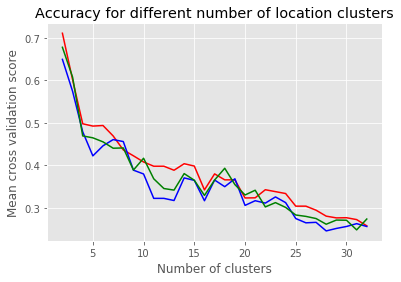 Accuracy for different number of location clusters
Mean cross validation score
0.7
0.6
0.5
0.4
0.3
5 10 15 20 25 30
Number of clusters